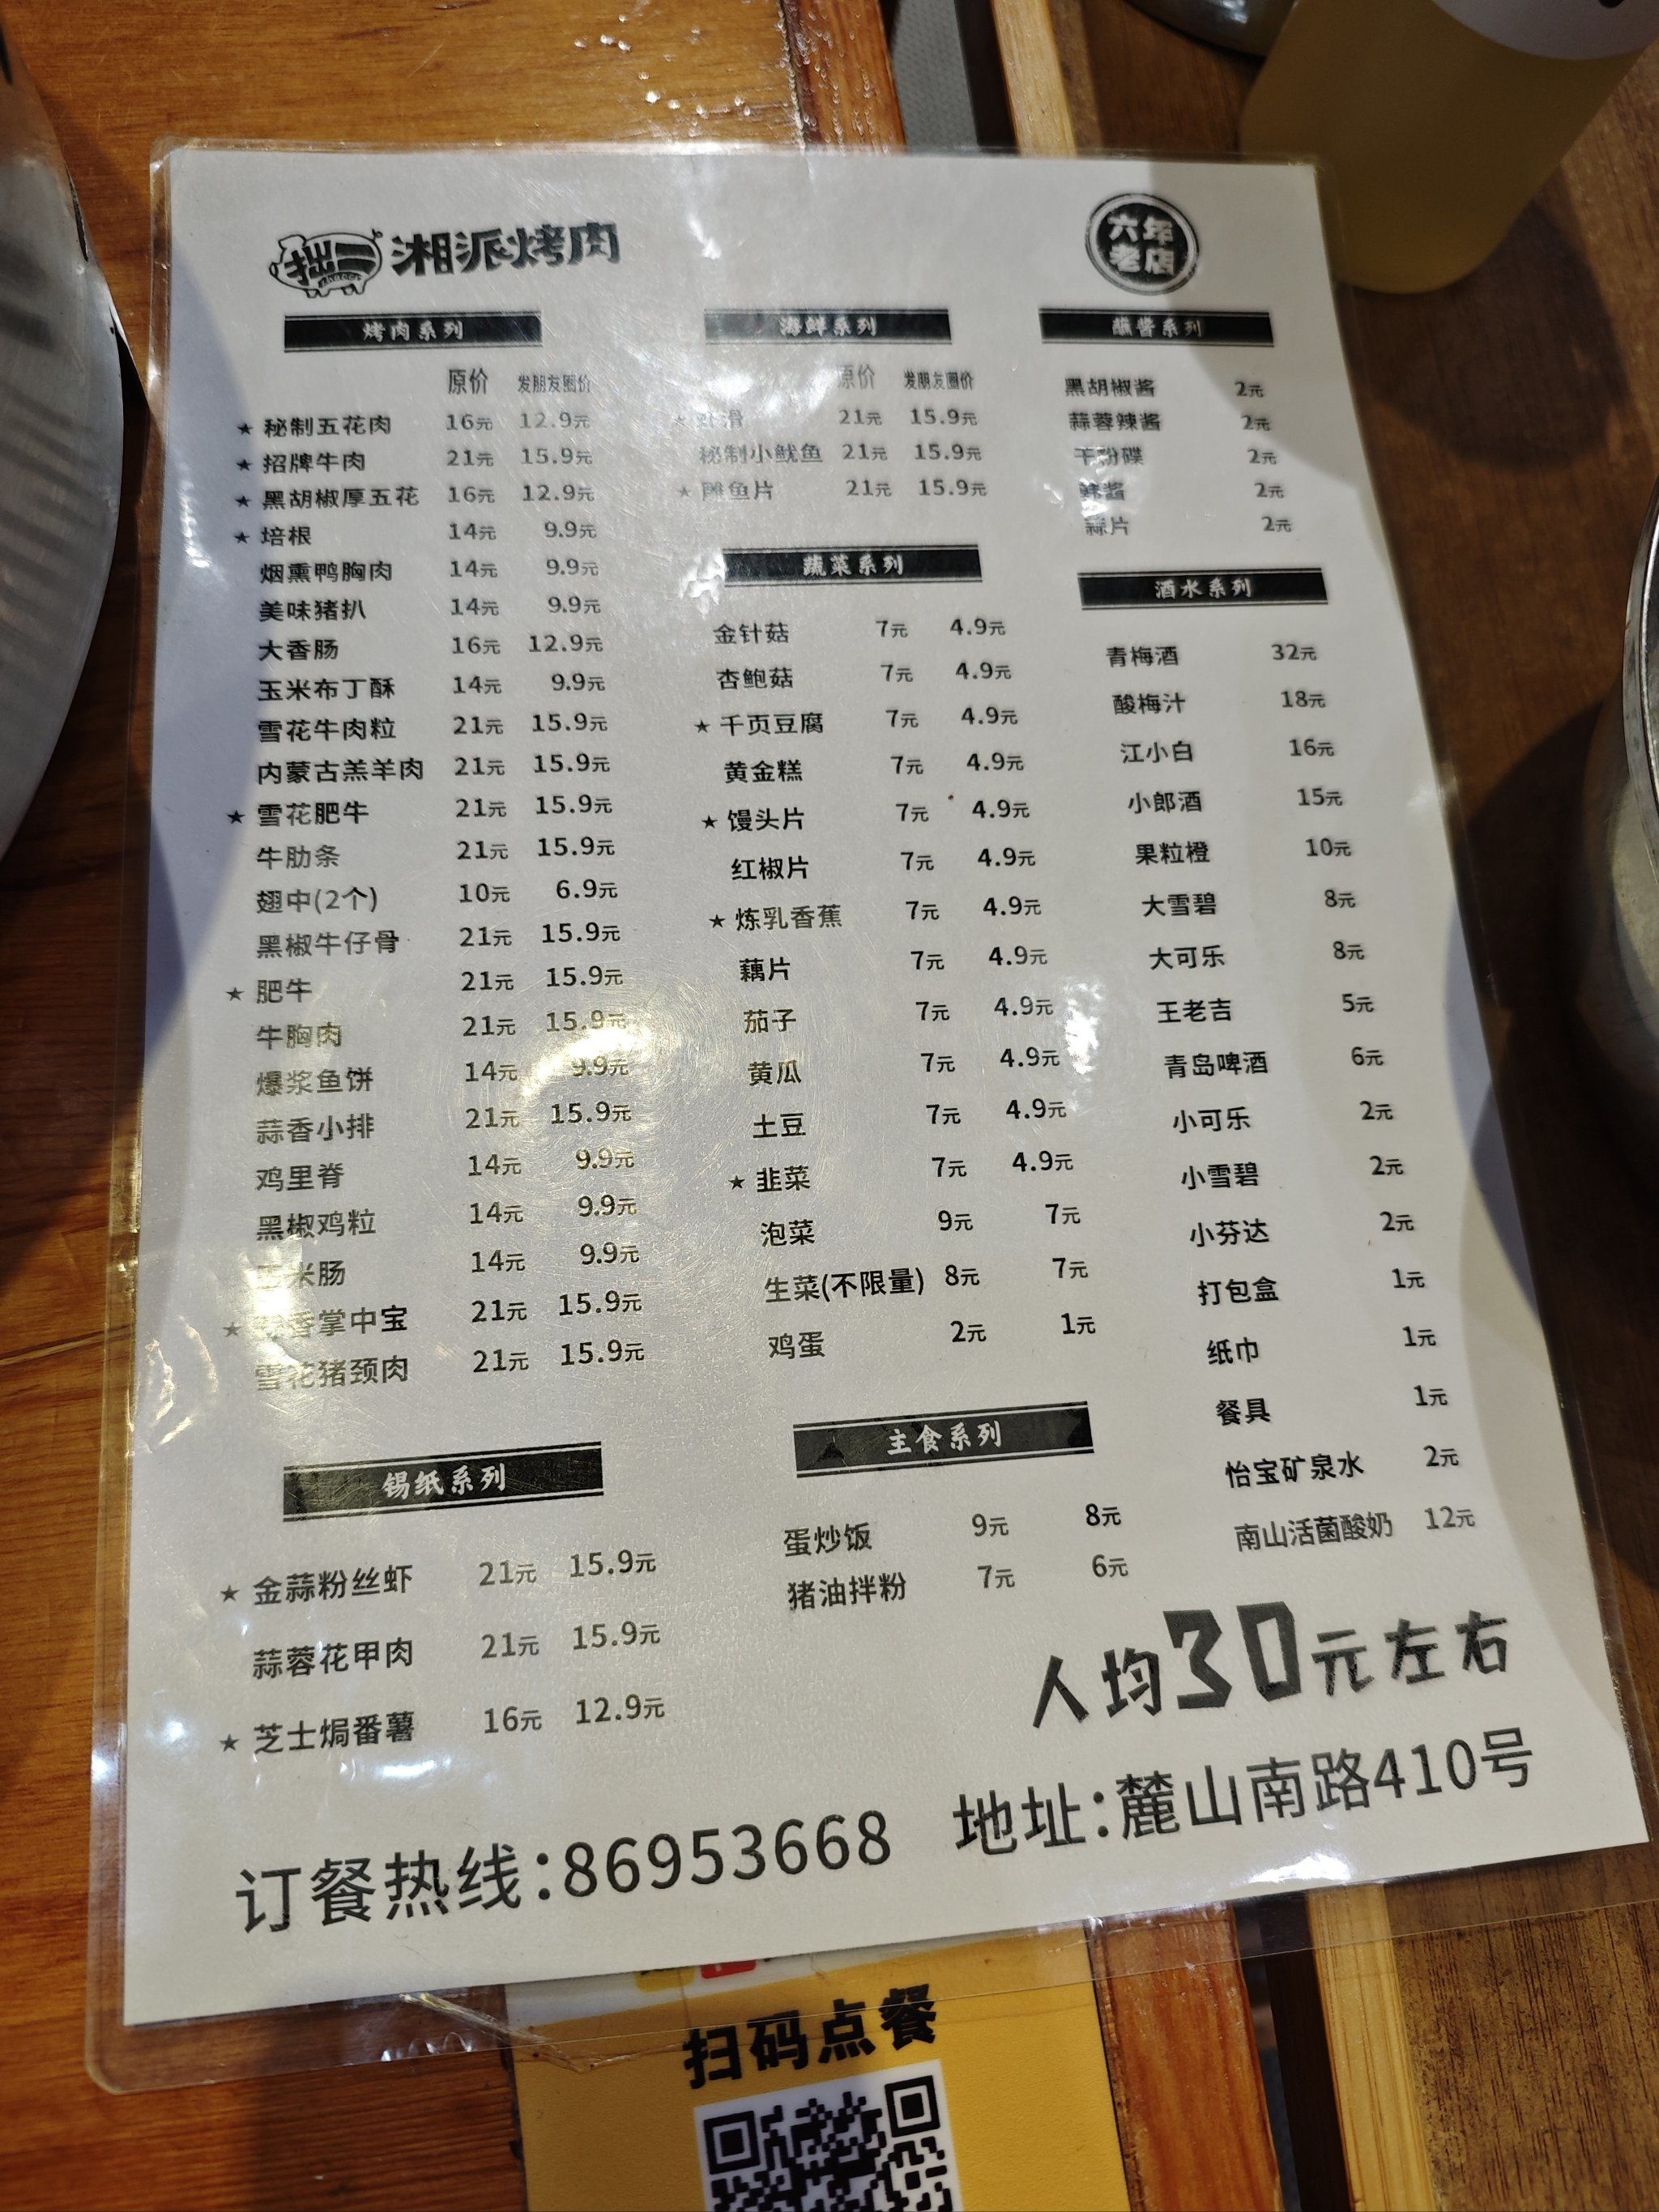 拙 湘派烤肉
六年老店
烤肉系列
原价 发朋友圈价
★ 秘制五花肉 16元 12.9元
★ 招牌牛肉 21元 15.9元
★ 黑胡椒厚五花 16元 12.9元
★ 培根 14元 9.9元
烟熏鸭胸肉 14元 9.9元
美味猪扒 14元 9.9元
大香肠 16元 12.9元
玉米布丁酥 14元 9.9元
雪花牛肉粒 21元 15.9元
内蒙古羔羊肉 21元 15.9元
★ 雪花肥牛 21元 15.9元
牛肋条 21元 15.9元
翅中(2个) 10元 6.9元
黑椒牛仔骨 21元 15.9元
★ 肥牛 21元 15.9元
牛胸肉 21元 15.9元
爆浆鱼饼 14元 9.9元
蒜香小排 21元 15.9元
鸡里脊 14元 9.9元
黑椒鸡粒 14元 9.9元
玉米肠 14元 9.9元
★ 香掌中宝 21元 15.9元
雪花猪颈肉 21元 15.9元
锡纸系列
★ 金蒜粉丝虾 21元 15.9元
蒜蓉花甲肉 21元 15.9元
★ 芝士焗番薯 16元 12.9元
海鲜系列
原价 发朋友圈价
★ 虾滑 21元 15.9元
秘制小鱿鱼 21元 15.9元
★ 鱼片 21元 15.9元
蔬菜系列
金针菇 7元 4.9元
杏鲍菇 7元 4.9元
★ 千页豆腐 7元 4.9元
黄金糕 7元 4.9元
★ 馒头片 7元 4.9元
红椒片 7元 4.9元
★ 炼乳香蕉 7元 4.9元
藕片 7元 4.9元
茄子 7元 4.9元
黄瓜 7元 4.9元
土豆 7元 4.9元
★ 韭菜 7元 4.9元
泡菜 9元 7元
生菜(不限量) 8元 7元
鸡蛋 2元 1元
主食系列
蛋炒饭 9元 8元
猪油拌粉 7元 6元
蘸酱系列
黑胡椒酱 2元
蒜蓉辣酱 2元
干粉碟 2元
酱 2元
蒜片 2元
酒水系列
青梅酒 32元
酸梅汁 18元
江小白 16元
小郎酒 15元
果粒橙 10元
大雪碧 8元
大可乐 8元
王老吉 5元
青岛啤酒 6元
小可乐 2元
小雪碧 2元
小芬达 2元
打包盒 1元
纸巾 1元
餐具 1元
怡宝矿泉水 2元
南山活菌酸奶 12元
人均30元左右
订餐热线:86953668 地址:麓山南路410号
扫码点餐